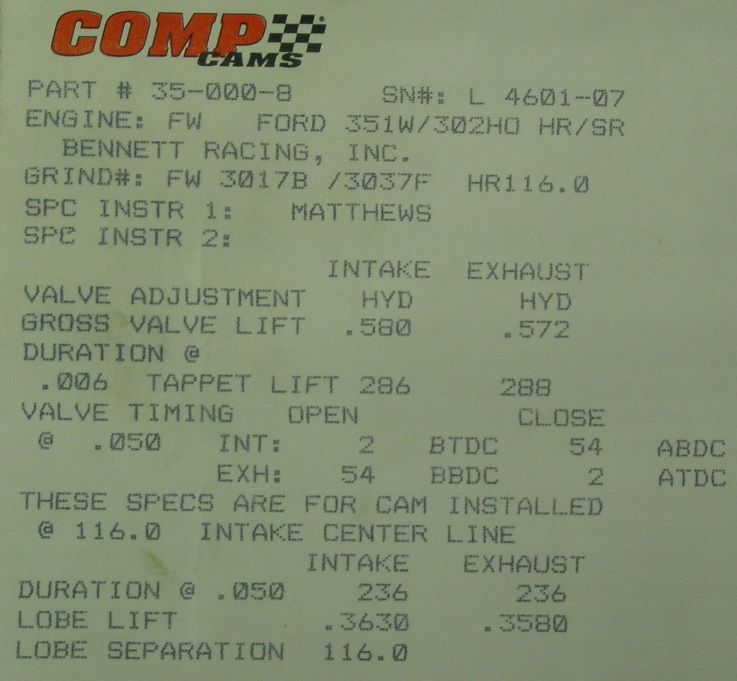 COMP
CAMS
PART # 35-000-8 SN#: L 4601-07
ENGINE: FW FORD 351W/302HO HR/SR
BENNETT RACING, INC.
GRIND#: FW 3017B /3037F HR116.0
SPC INSTR 1: MATTHEWS
SPC INSTR 2:
INTAKE EXHAUST
VALVE ADJUSTMENT HYD HYD
GROSS VALVE LIFT .580 .572
DURATION @
.006 TAPPET LIFT 286 288
VALVE TIMING OPEN CLOSE
@ .050 INT: 2 BTDC 54 ABDC
EXH: 54 BBDC 2 ATDC
THESE SPECS ARE FOR CAM INSTALLED
@ 116.0 INTAKE CENTER LINE
INTAKE EXHAUST
DURATION @ .050 236 236
LOBE LIFT .3630 .3580
LOBE SEPARATION 116.0